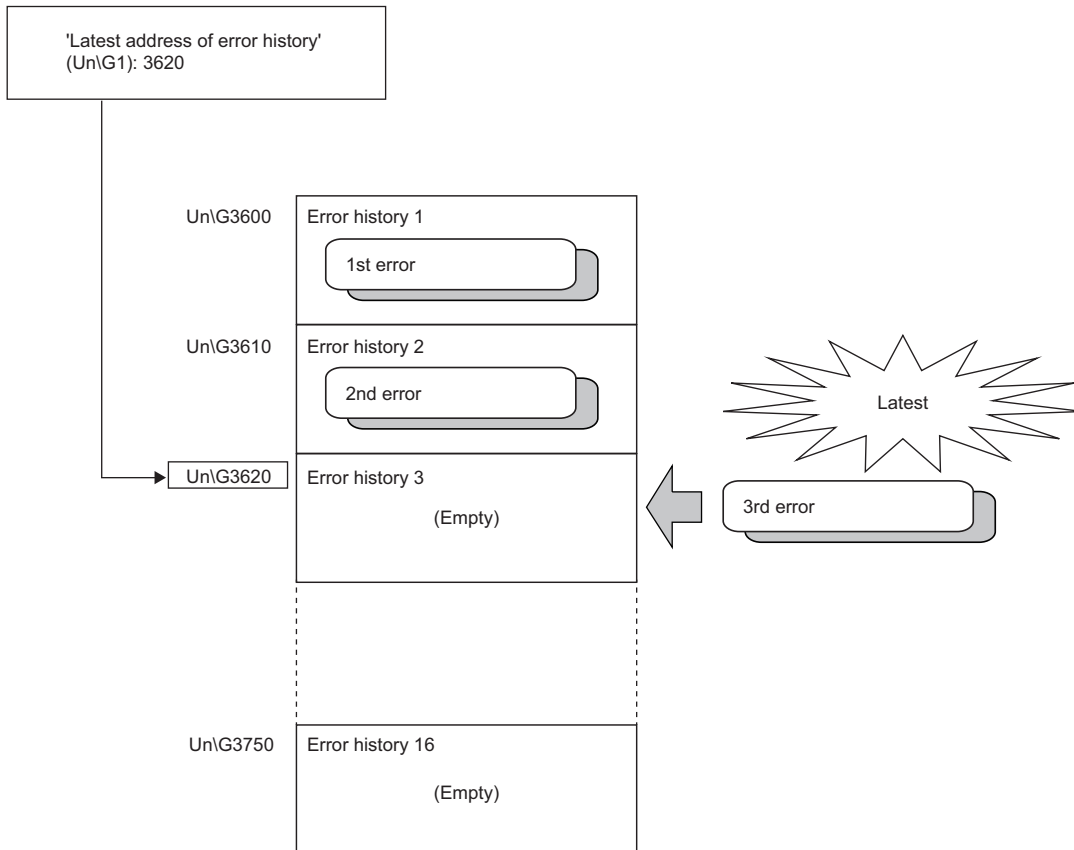 'Latest address of error history'
(Un\G1): 3620
Un\G3600
Error history 1
1st error
Un\G3610
Error history 2
2nd error
Latest
Un\G3620
Error history 3
(Empty)
3rd error
Un\G3750
Error history 16
(Empty)